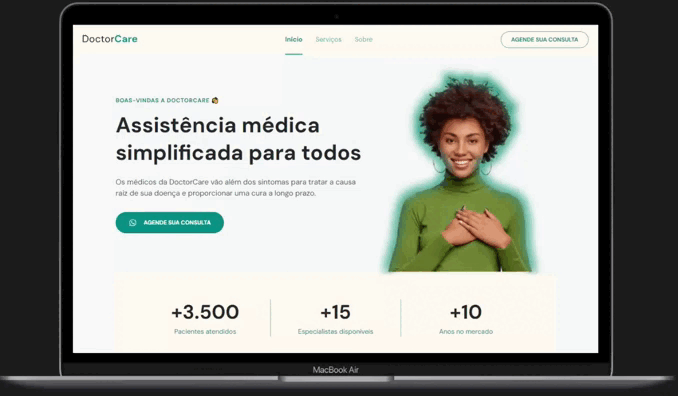 DoctorCare
Início Serviços Sobre
AGENDE SUA CONSULTA
BOAS-VINDAS A DOCTORCARE
Assistência médica
simplificada para todos
Os médicos da DoctorCare vão além dos sintomas para tratar a causa
raiz de sua doença e proporcionar uma cura a longo prazo.
AGENDE SUA CONSULTA
+3.500 +15 +10
Pacientes atendidos Especialistas disponíveis Anos no mercado
MacBook Air